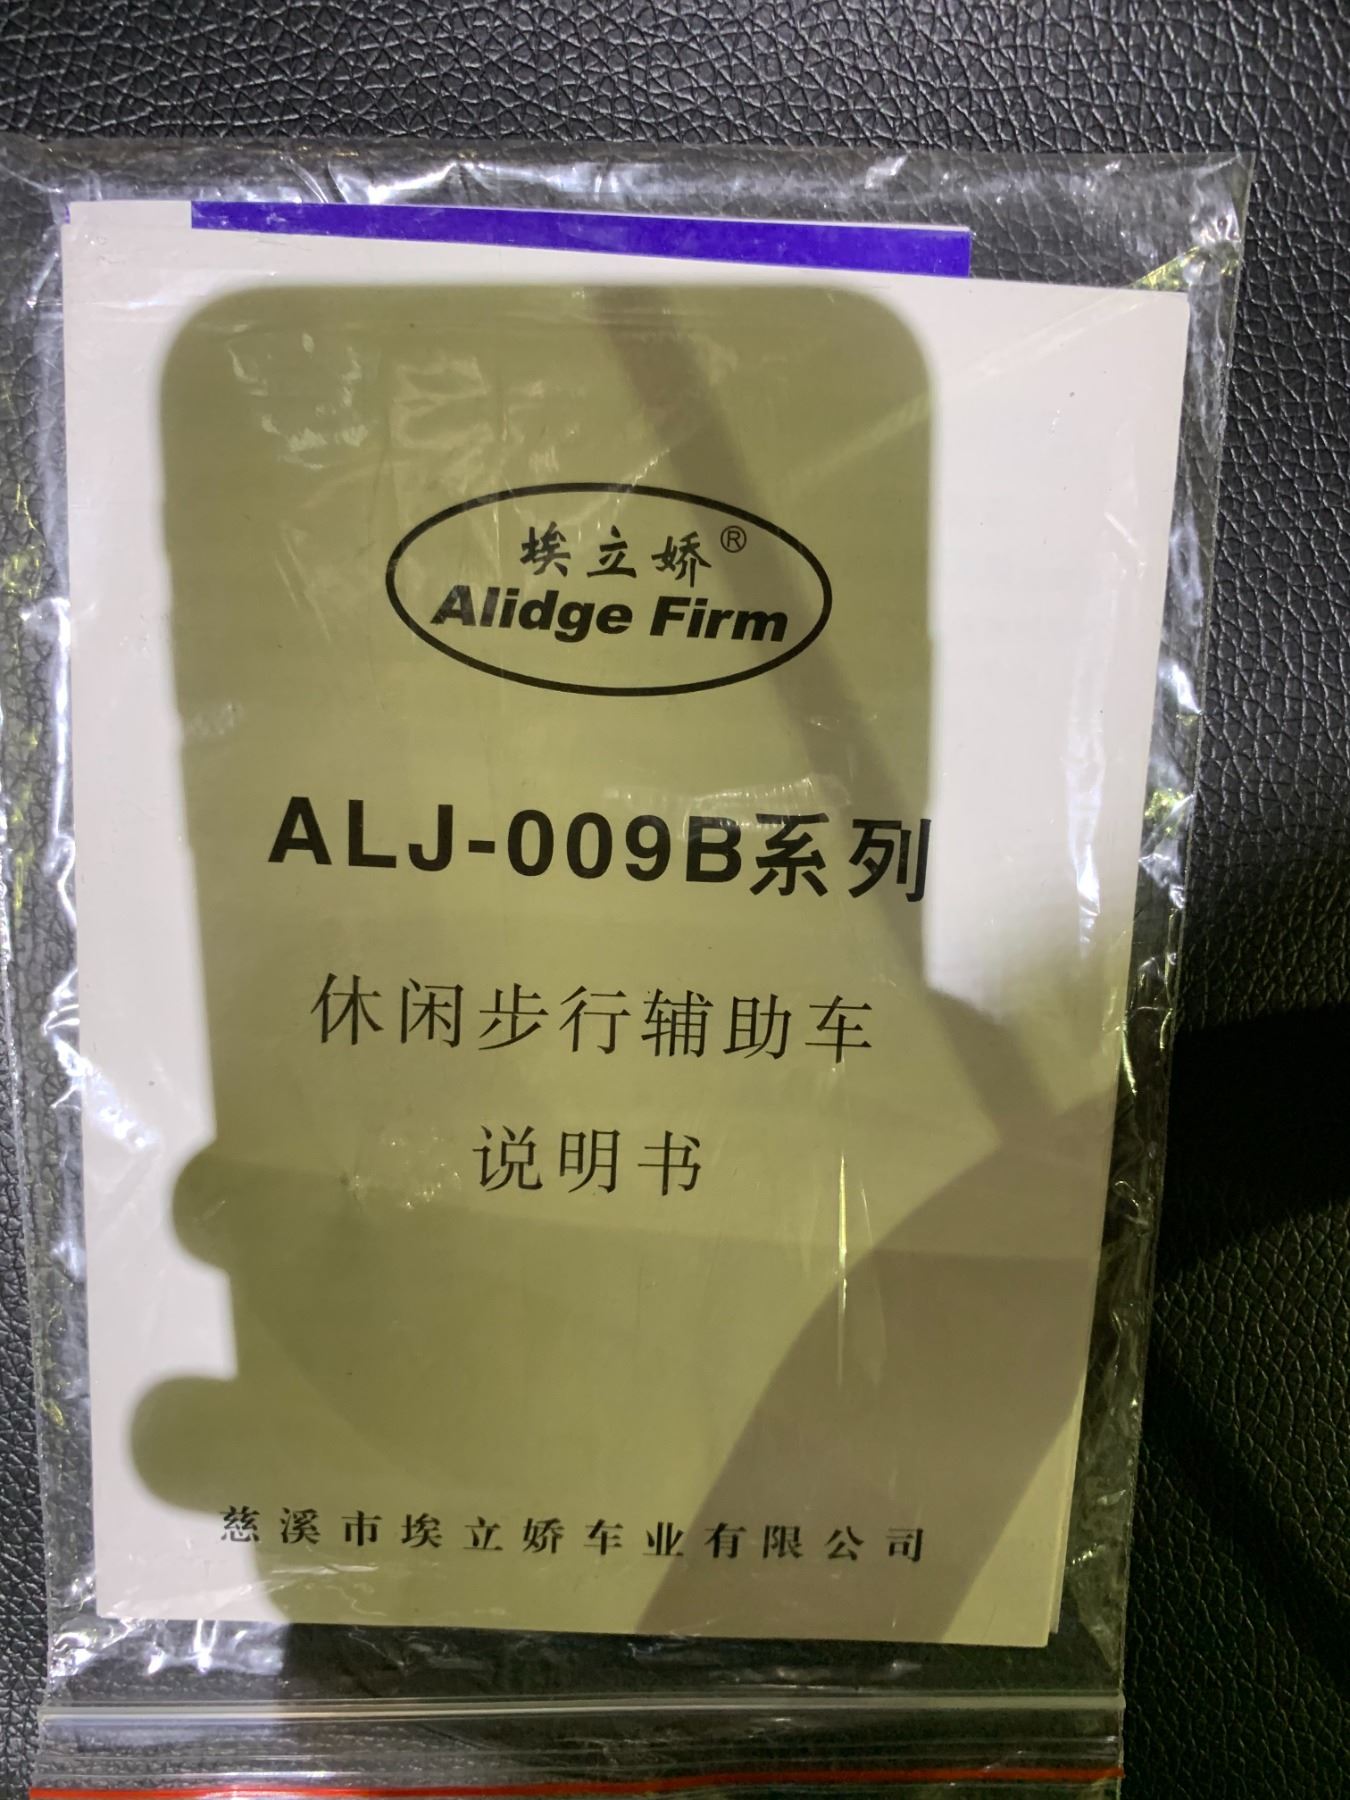 埃立娇®
Alidge Firm
ALJ-009B系列
休闲步行辅助车
说明书
慈溪市埃立娇车业有限公司